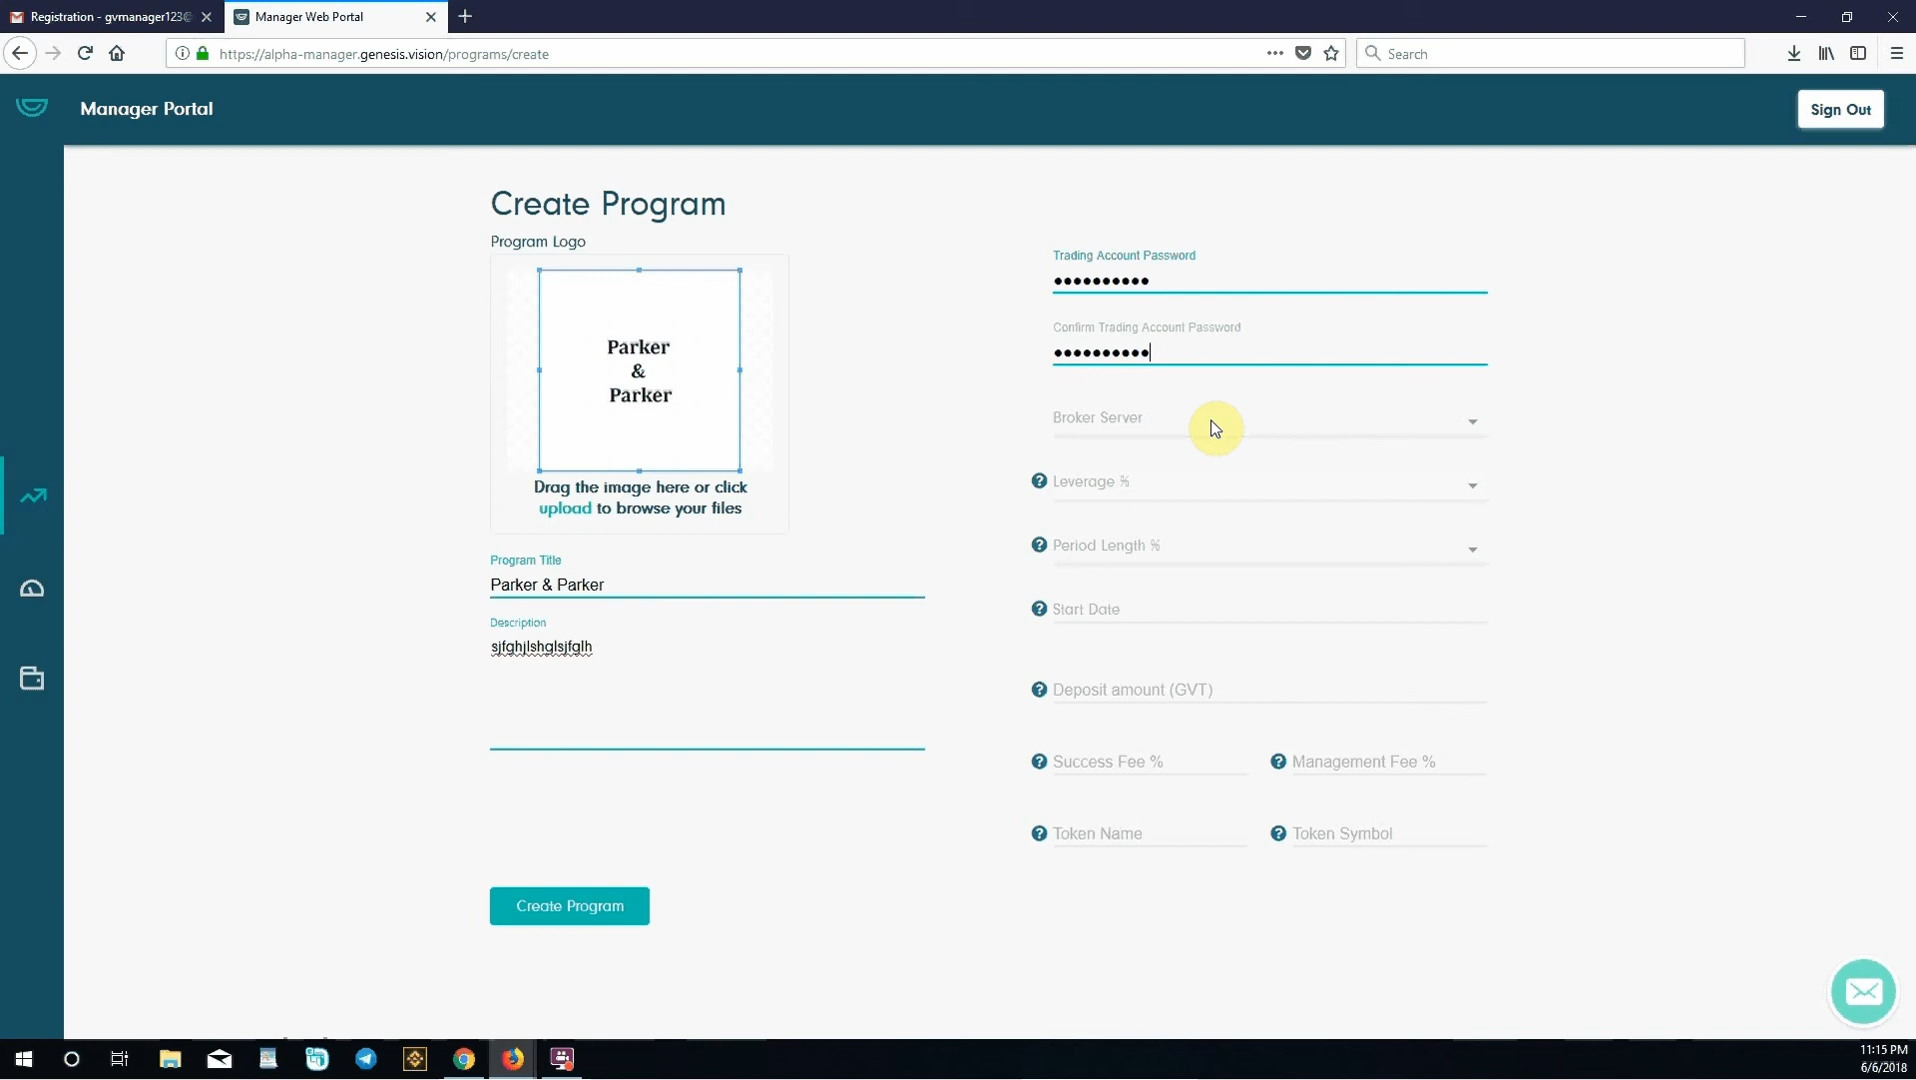 Registration - gvmanager123@
Manager Web Portal
https://alpha-manager.genesis.vision/programs/create
Search
Manager Portal
Sign Out
Create Program
Program Logo
Parker
&
Parker
Drag the image here or click
upload to browse your files
Program Title
Parker & Parker
Description
sjfghjlshglsjfglh
Create Program
Trading Account Password
●●●●●●●●●●
Confirm Trading Account Password
●●●●●●●●●●
Broker Server
? Leverage %
? Period Length %
? Start Date
? Deposit amount (GVT)
? Success Fee % ? Management Fee %
? Token Name ? Token Symbol
11:15 PM
6/6/2018